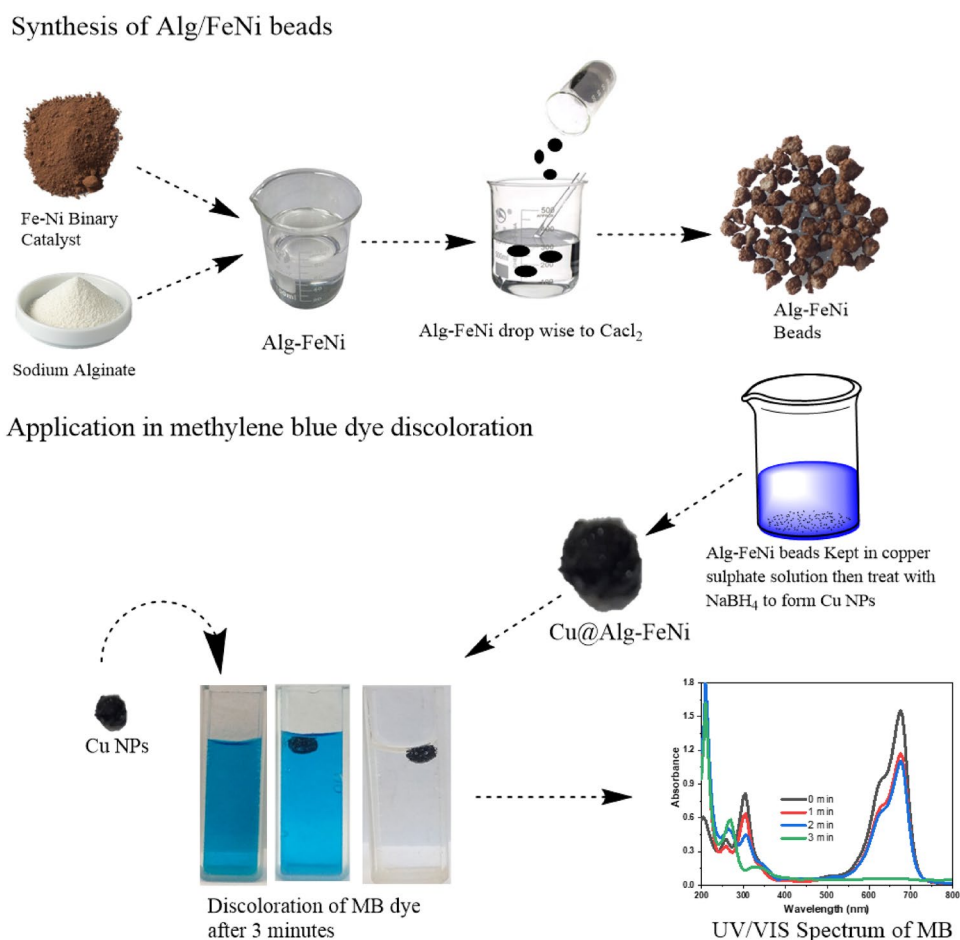 Synthesis of Alg/FeNi beads
Fe-Ni Binary
Catalyst
Sodium Alginate
Alg-FeNi
Alg-FeNi drop wise to Cacl₂
Alg-FeNi
Beads
Application in methylene blue dye discoloration
Alg-FeNi beads Kept in copper
sulphate solution then treat with
NaBH₄ to form Cu NPs
Cu@Alg-FeNi
Cu NPs
Discoloration of MB dye
after 3 minutes
Absorbance
1.8
1.5
1.2
0.9
0.6
0.3
0.0
0 min
1 min
2 min
3 min
200
300
400
500
600
700
800
Wavelength (nm)
UV/VIS Spectrum of MB